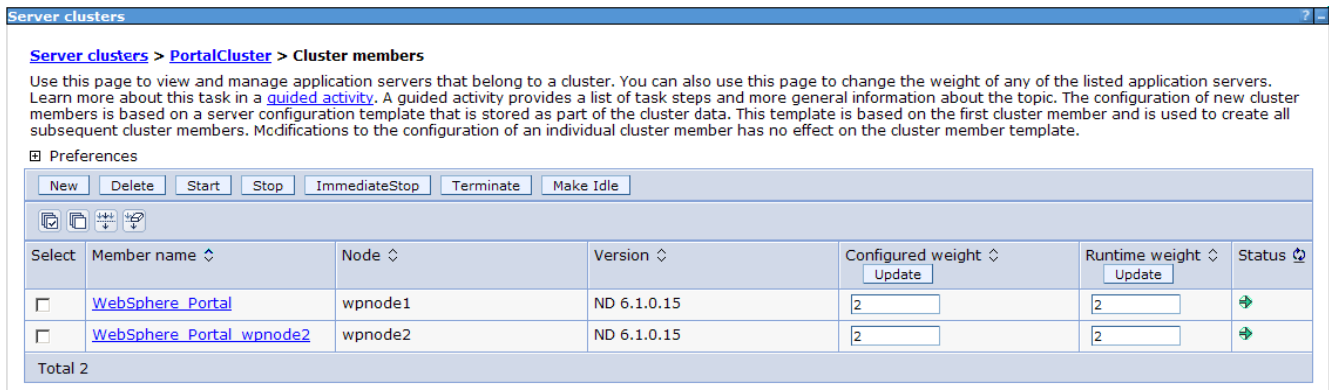 Server clusters ? –
Server clusters > PortalCluster > Cluster members
Use this page to view and manage application servers that belong to a cluster. You can also use this page to change the weight of any of the listed application servers.
Learn more about this task in a guided activity. A guided activity provides a list of task steps and more general information about the topic. The configuration of new cluster
members is based on a server configuration template that is stored as part of the cluster data. This template is based on the first cluster member and is used to create all
subsequent cluster members. Modifications to the configuration of an individual cluster member has no effect on the cluster member template.
Preferences
New Delete Start Stop ImmediateStop Terminate Make Idle
Select Member name Node Version Configured weight Runtime weight Status
Update Update
WebSphere_Portal wpnode1 ND 6.1.0.15 2 2
WebSphere_Portal_wpnode2 wpnode2 ND 6.1.0.15 2 2
Total 2